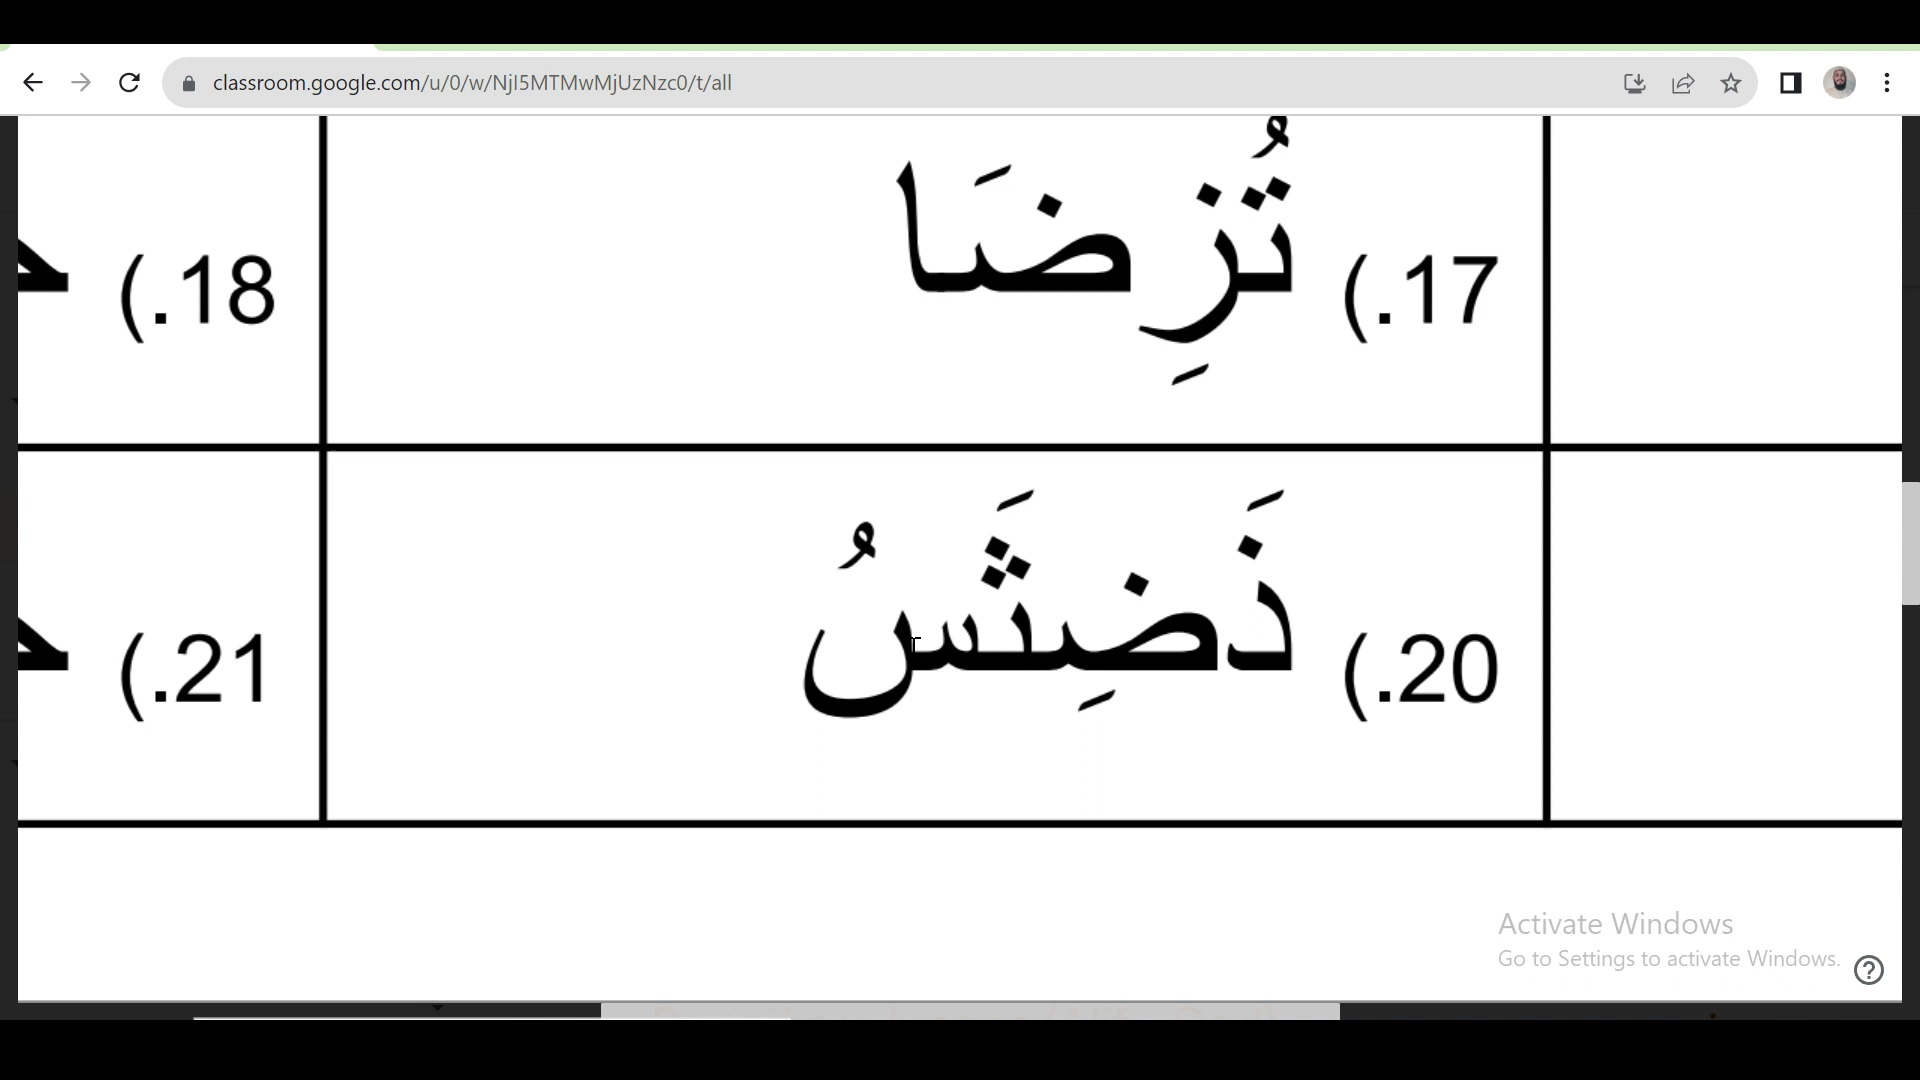 classroom.google.com/u/0/w/NjI5MTMwMjUzNzc0/t/all
17.) تُزِضَا
18.)
20.) ذَضِثَسُ
21.)
Activate Windows
Go to Settings to activate Windows.